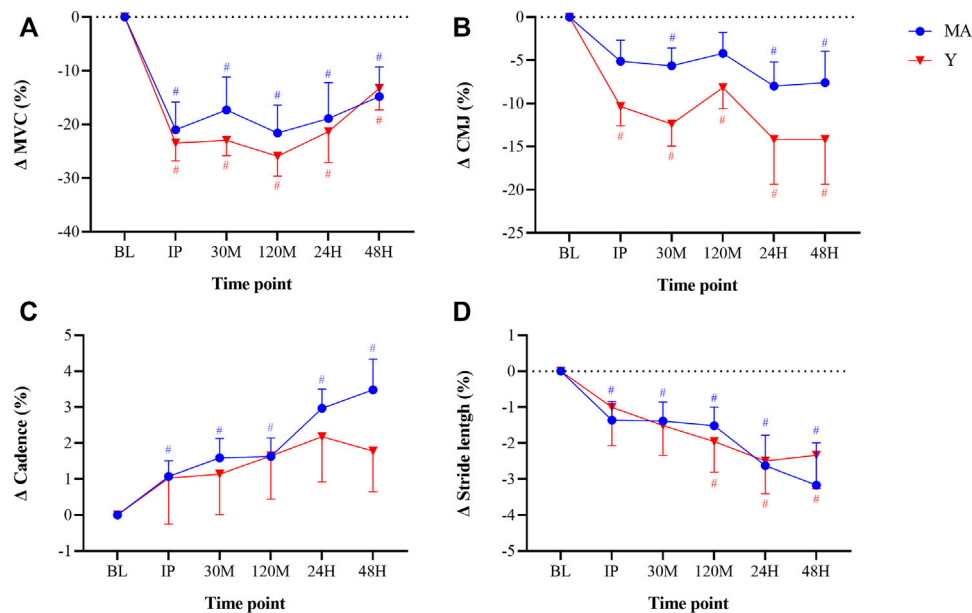 A
0
-10
-20
-30
-40
Δ MVC (%)
# # # # #
# # # # #
BL IP 30M 120M 24H 48H
Time point
B
0
-5
-10
-15
-20
-25
Δ CMJ (%)
# # #
# # # # #
BL IP 30M 120M 24H 48H
Time point
MA
Y
C
5
4
3
2
1
0
-1
Δ Cadence (%)
# # # # #
BL IP 30M 120M 24H 48H
Time point
D
1
0
-1
-2
-3
-4
-5
Δ Stride lentgh (%)
# # # # #
# # #
BL IP 30M 120M 24H 48H
Time point